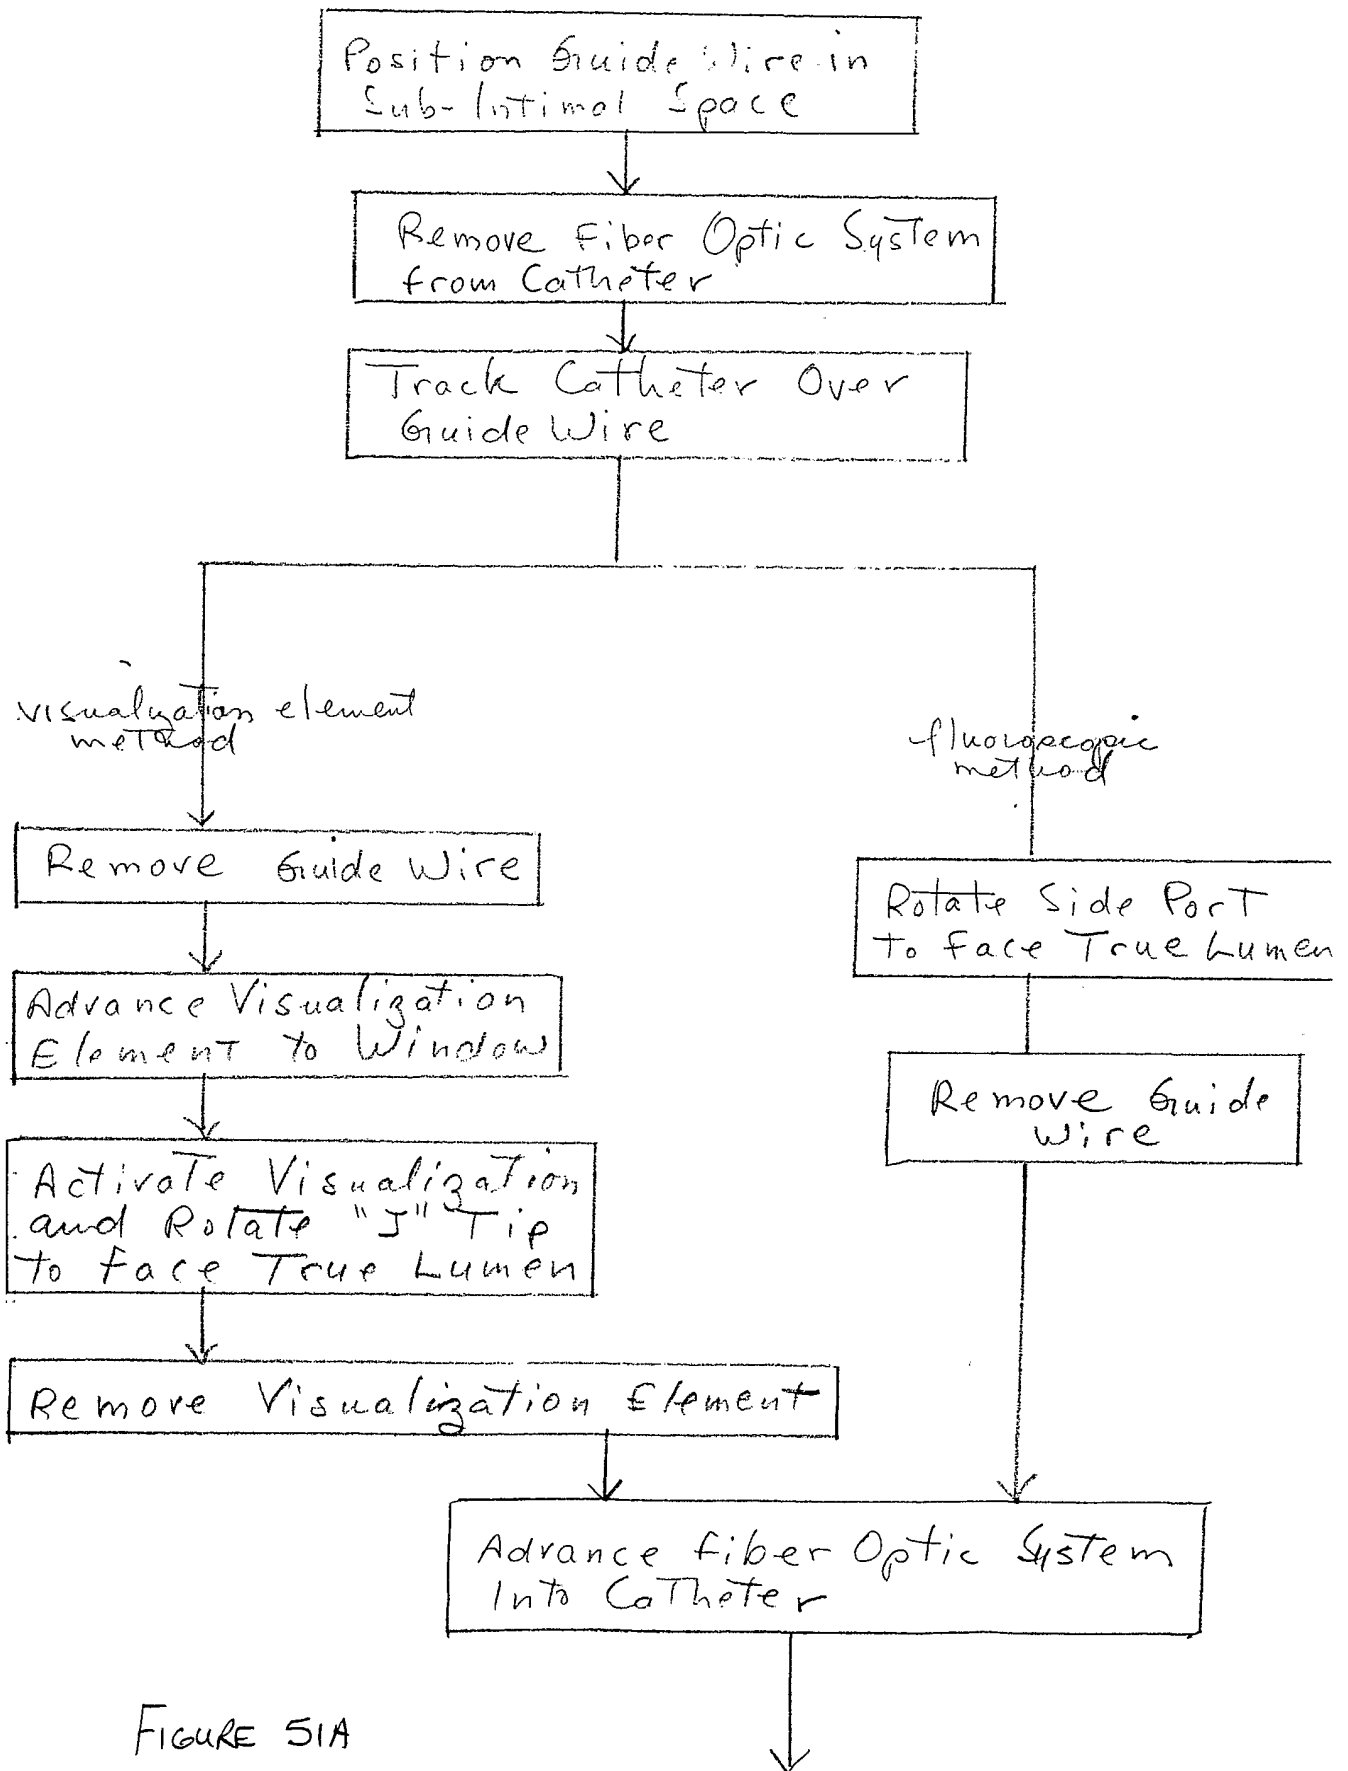 Position Guide Wire in
Sub-Intimal Space
Remove Fiber Optic System
from Catheter
Track Catheter Over
Guide Wire
visualization element
method
fluoroscopic
method
Remove Guide Wire
Rotate Side Port
to Face True Lumen
Advance Visualization
Element to Window
Remove Guide
Wire
Activate Visualization
and Rotate "J" Tip
to Face True Lumen
Remove Visualization Element
Advance Fiber Optic System
Into Catheter
FIGURE 51A